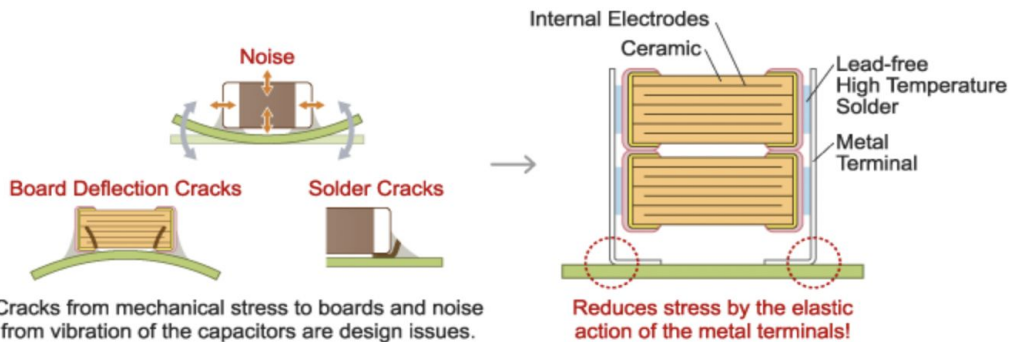 Noise
Board Deflection Cracks
Solder Cracks
Cracks from mechanical stress to boards and noise
from vibration of the capacitors are design issues.
Internal Electrodes
Ceramic
Lead-free
High Temperature
Solder
Metal
Terminal
Reduces stress by the elastic
action of the metal terminals!